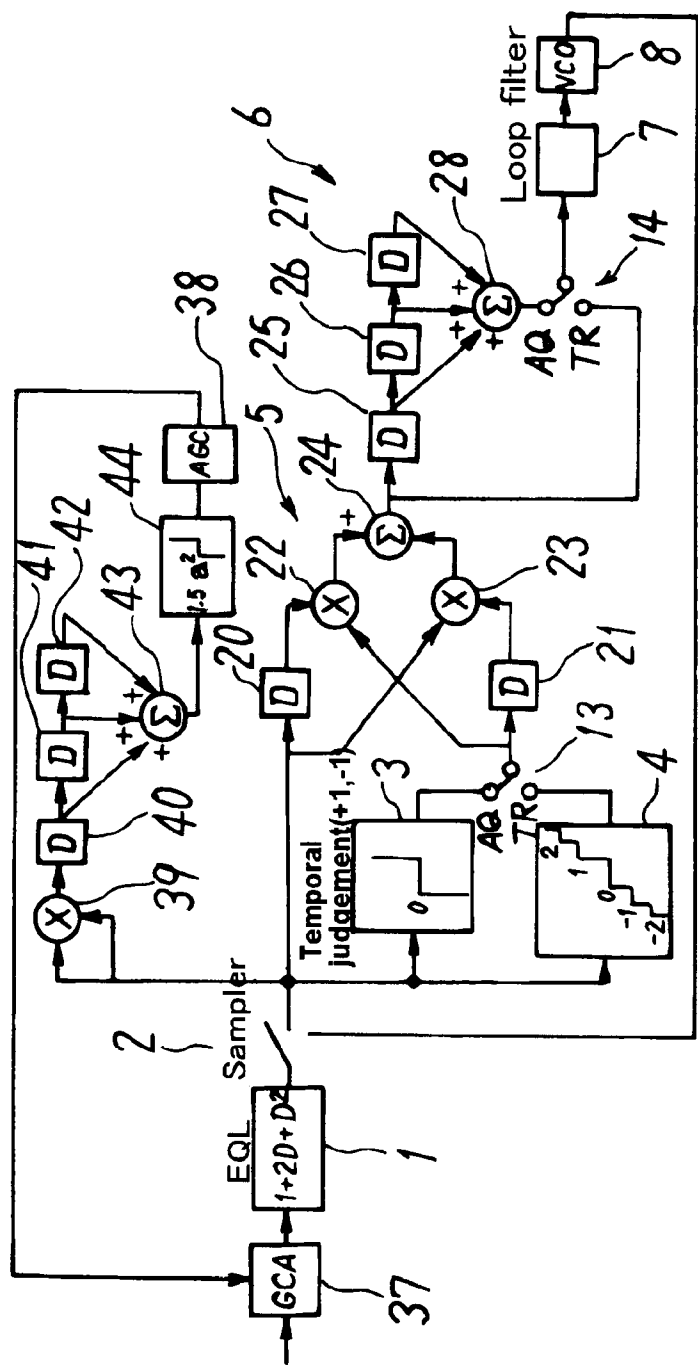 41
42
D
D
D
X
39
40
+
+
+
Σ
43
44
1.5 a²
AGC
38
6
5
20
D
22
X
+
24
Σ
25
26
27
D
D
D
+
+
+
Σ
28
Loop filter
VCO
7
8
AQ
TR
14
X
23
D
21
Temporal
judgement(+1,-1)
3
0
AQ
TR
13
2
1
0
-1
-2
4
2
Sampler
EQL
1+2D+D²
1
GCA
37